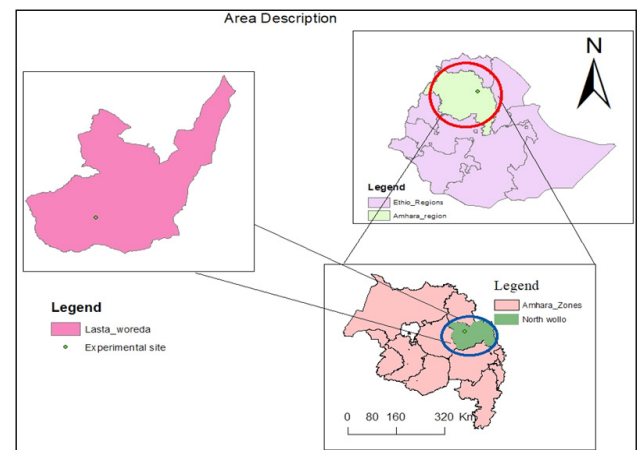 Area Description
N
Legend
Ethio_Regions
Amhara_region
Legend
Lasta_woreda
Experimental site
Legend
Amhara_Zones
North wollo
0 80 160 320 Km